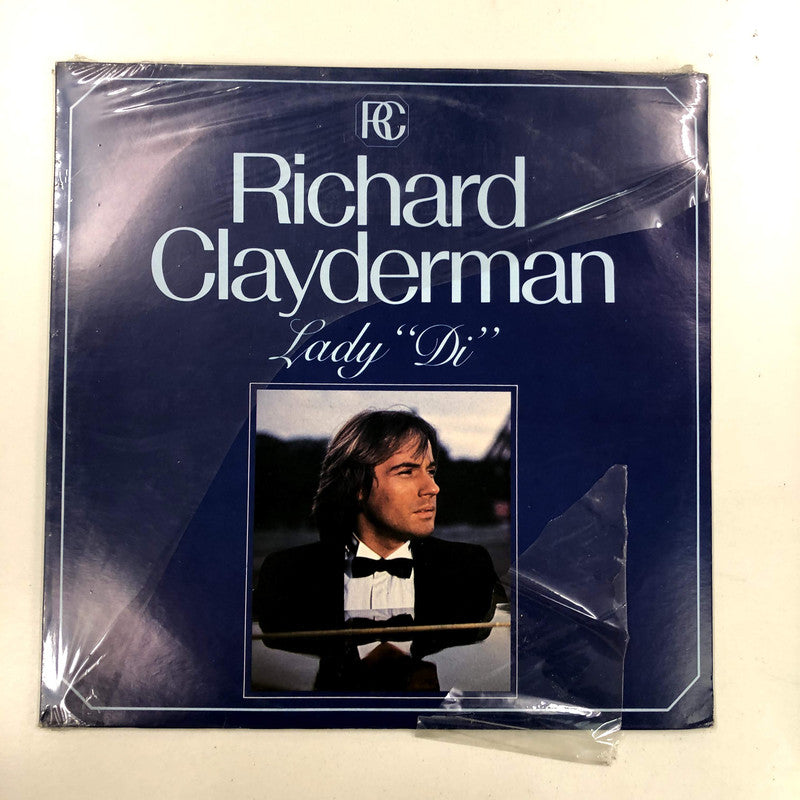 RC
Richard
Clayderman
Lady “Di”